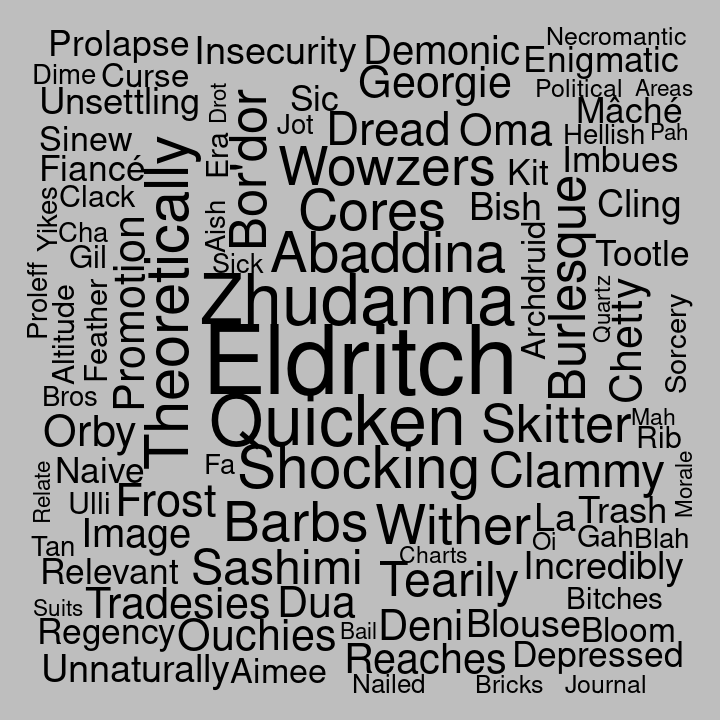 Necromantic
Prolapse
Insecurity
Demonic
Enigmatic
Dime
Curse
Georgie
Political
Areas
Unsettling
Drot
Sic
Mâché
Jot
Dread
Oma
Hellish
Pah
Sinew
Era
Bor'dor
Wowzers
Kit
Imbues
Fiancé
Theoretically
Clack
Yikes
Cores
Bish
Burlesque
Cling
Cha
Aish
Abaddina
Archdruid
Tootle
Gil
Promotion
Sick
Proleff
Altitude
Feather
Zhudanna
Quartz
Chetty
Sorcery
Eldritch
Bros
Quicken
Skitter
Mah
Orby
Rib
Naive
Fa
Shocking
Clammy
Morale
Relate
Ulli
Frost
Barbs
Wither
La
Trash
Image
Oi
Gah
Blah
Tan
Charts
Relevant
Sashimi
Tearily
Incredibly
Suits
Tradesies
Dua
Bitches
Regency
Ouchies
Bail
Deni
Blouse
Bloom
Unnaturally
Aimee
Reaches
Depressed
Nailed
Bricks
Journal